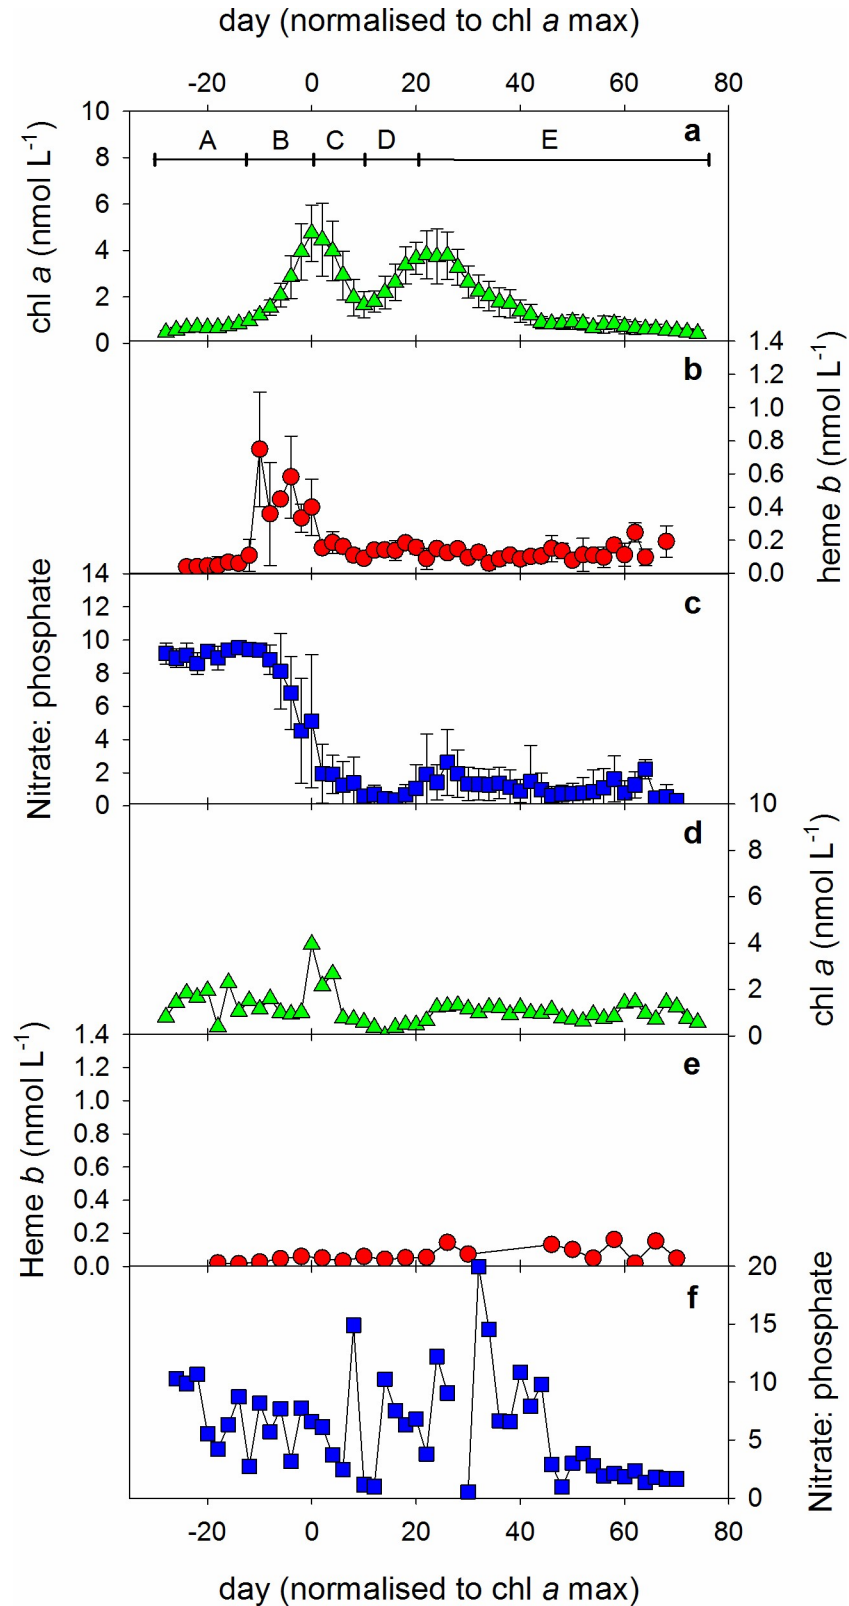 day (normalised to chl a max)
-20 0 20 40 60 80
10
8
6
4
2
0
chl a (nmol L-1)
A B C D E
a
1.4
1.2
1.0
0.8
0.6
0.4
0.2
0.0
heme b (nmol L-1)
b
14
12
10
8
6
4
2
0
Nitrate: phosphate
c
10
8
6
4
2
0
chl a (nmol L-1)
d
1.4
1.2
1.0
0.8
0.6
0.4
0.2
0.0
Heme b (nmol L-1)
e
20
15
10
5
0
Nitrate: phosphate
f
-20 0 20 40 60 80
day (normalised to chl a max)